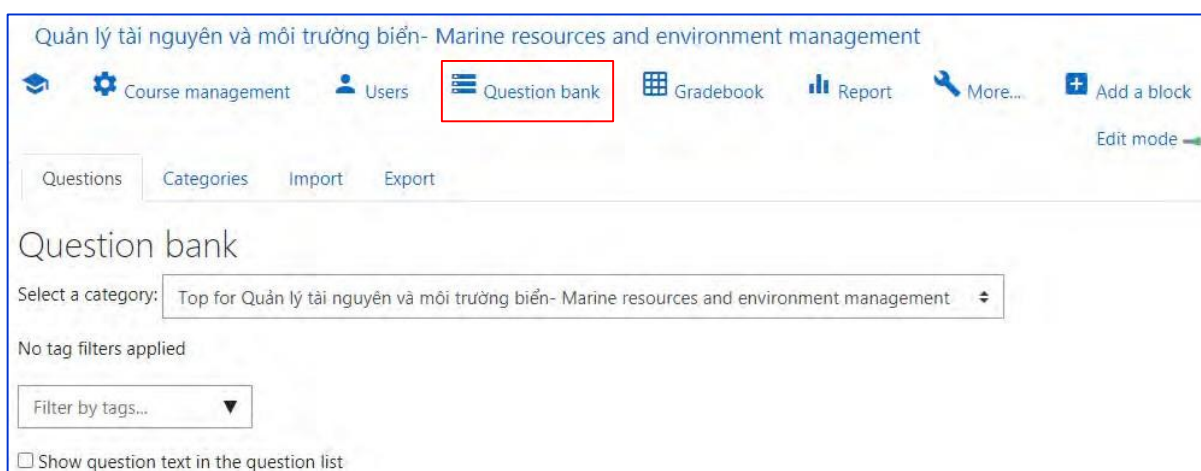 Quản lý tài nguyên và môi trường biển- Marine resources and environment management
Course management Users Question bank Gradebook Report More... Add a block
Edit mode
Questions Categories Import Export
Question bank
Select a category: Top for Quản lý tài nguyên và môi trường biển- Marine resources and environment management
No tag filters applied
Filter by tags...
Show question text in the question list